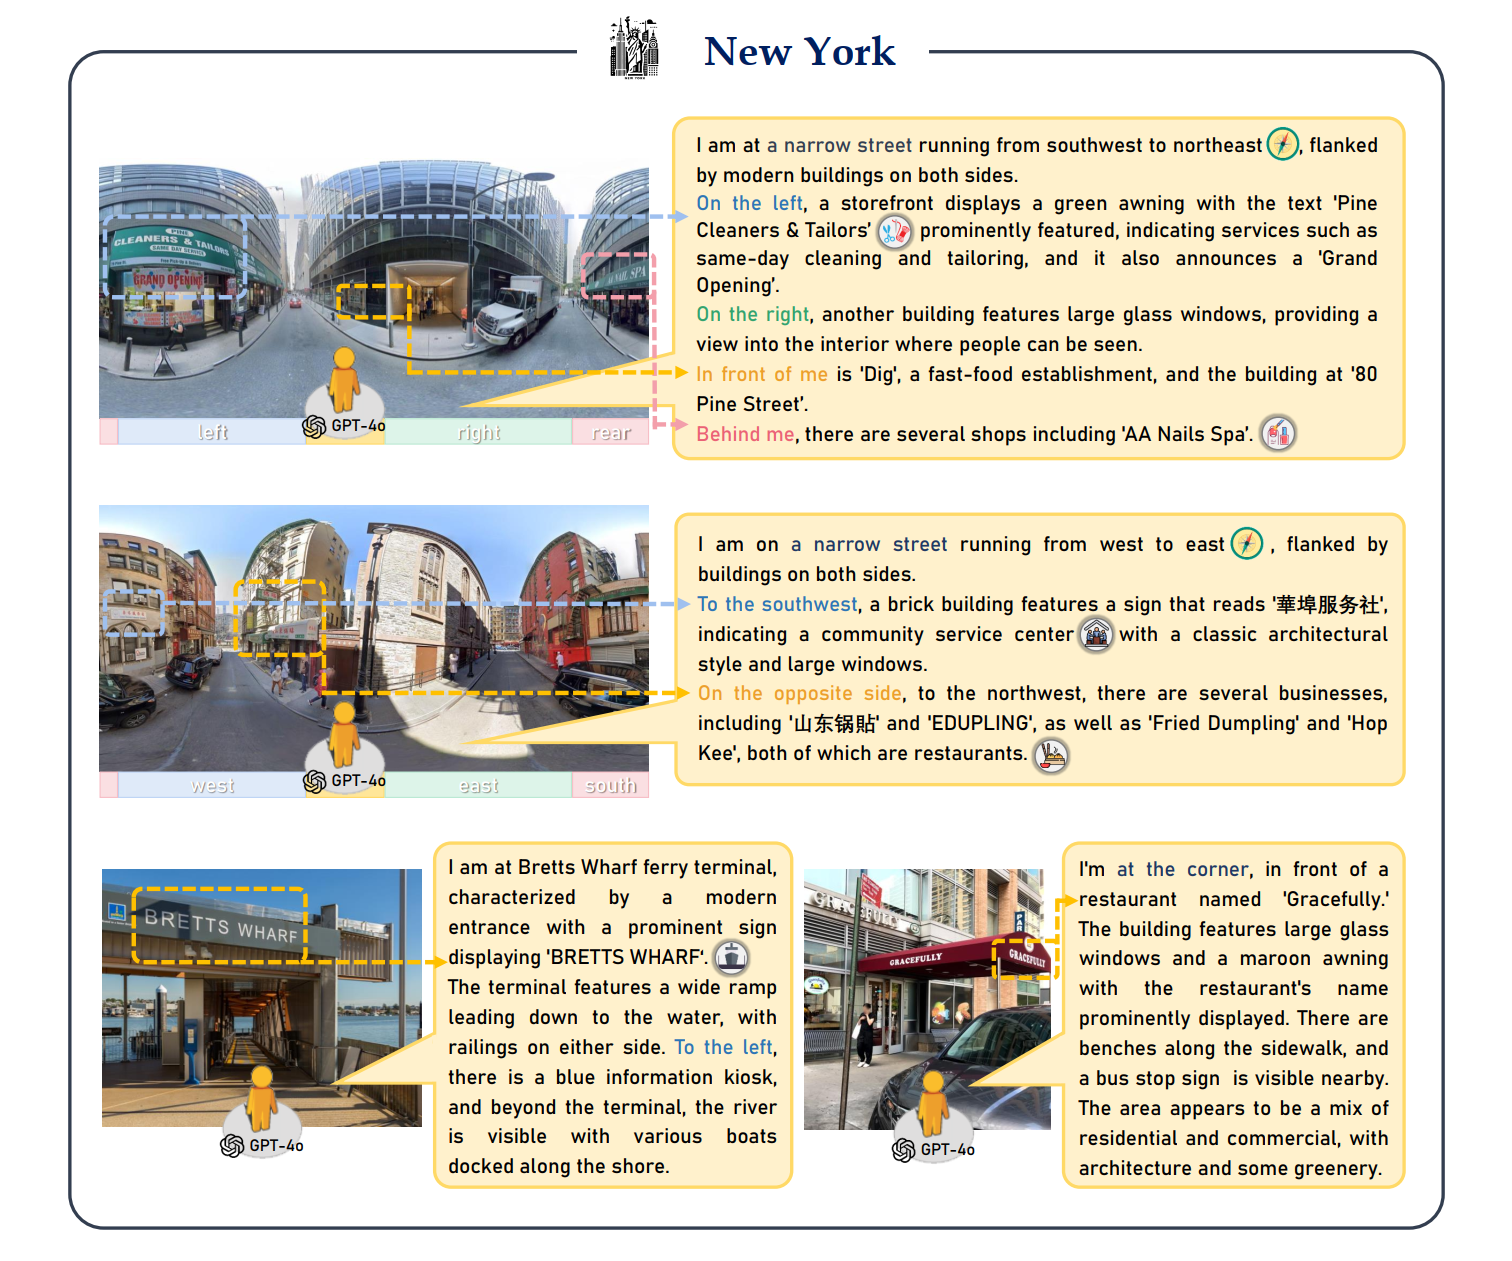 New York
NEW YORK
I am at a narrow street running from southwest to northeast, flanked
by modern buildings on both sides.
On the left, a storefront displays a green awning with the text 'Pine
Cleaners & Tailors' prominently featured, indicating services such as
same-day cleaning and tailoring, and it also announces a 'Grand
Opening'.
On the right, another building features large glass windows, providing a
view into the interior where people can be seen.
In front of me is 'Dig', a fast-food establishment, and the building at '80
Pine Street'.
Behind me, there are several shops including 'AA Nails Spa'.
PINE
CLEANERS & TAILORS
SAME DAY SERVICE
GRAND OPENING
NAIL SPA
GPT-4o
left
right
rear
I am on a narrow street running from west to east, flanked by
buildings on both sides.
To the southwest, a brick building features a sign that reads '華埠服务社',
indicating a community service center with a classic architectural
style and large windows.
On the opposite side, to the northwest, there are several businesses,
including '山东锅贴' and 'EDUPLING', as well as 'Fried Dumpling' and 'Hop
Kee', both of which are restaurants.
GPT-4o
west
east
south
BRETTS WHARF
GPT-4o
I am at Bretts Wharf ferry terminal,
characterized by a modern
entrance with a prominent sign
displaying 'BRETTS WHARF'.
The terminal features a wide ramp
leading down to the water, with
railings on either side. To the left,
there is a blue information kiosk,
and beyond the terminal, the river
is visible with various boats
docked along the shore.
GRACEFULLY
GRACEFULLY
GRACEFULLY
PAR
GPT-4o
I'm at the corner, in front of a
restaurant named 'Gracefully.'
The building features large glass
windows and a maroon awning
with the restaurant's name
prominently displayed. There are
benches along the sidewalk, and
a bus stop sign is visible nearby.
The area appears to be a mix of
residential and commercial, with
architecture and some greenery.